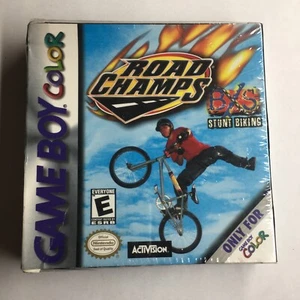 GAME BOY COLOR
ROAD
CHAMPS
BXS
STUNT BIKING
EVERYONE
E
ESRB
Nintendo
ACTIVISION
ONLY FOR
GAME BOY
COLOR